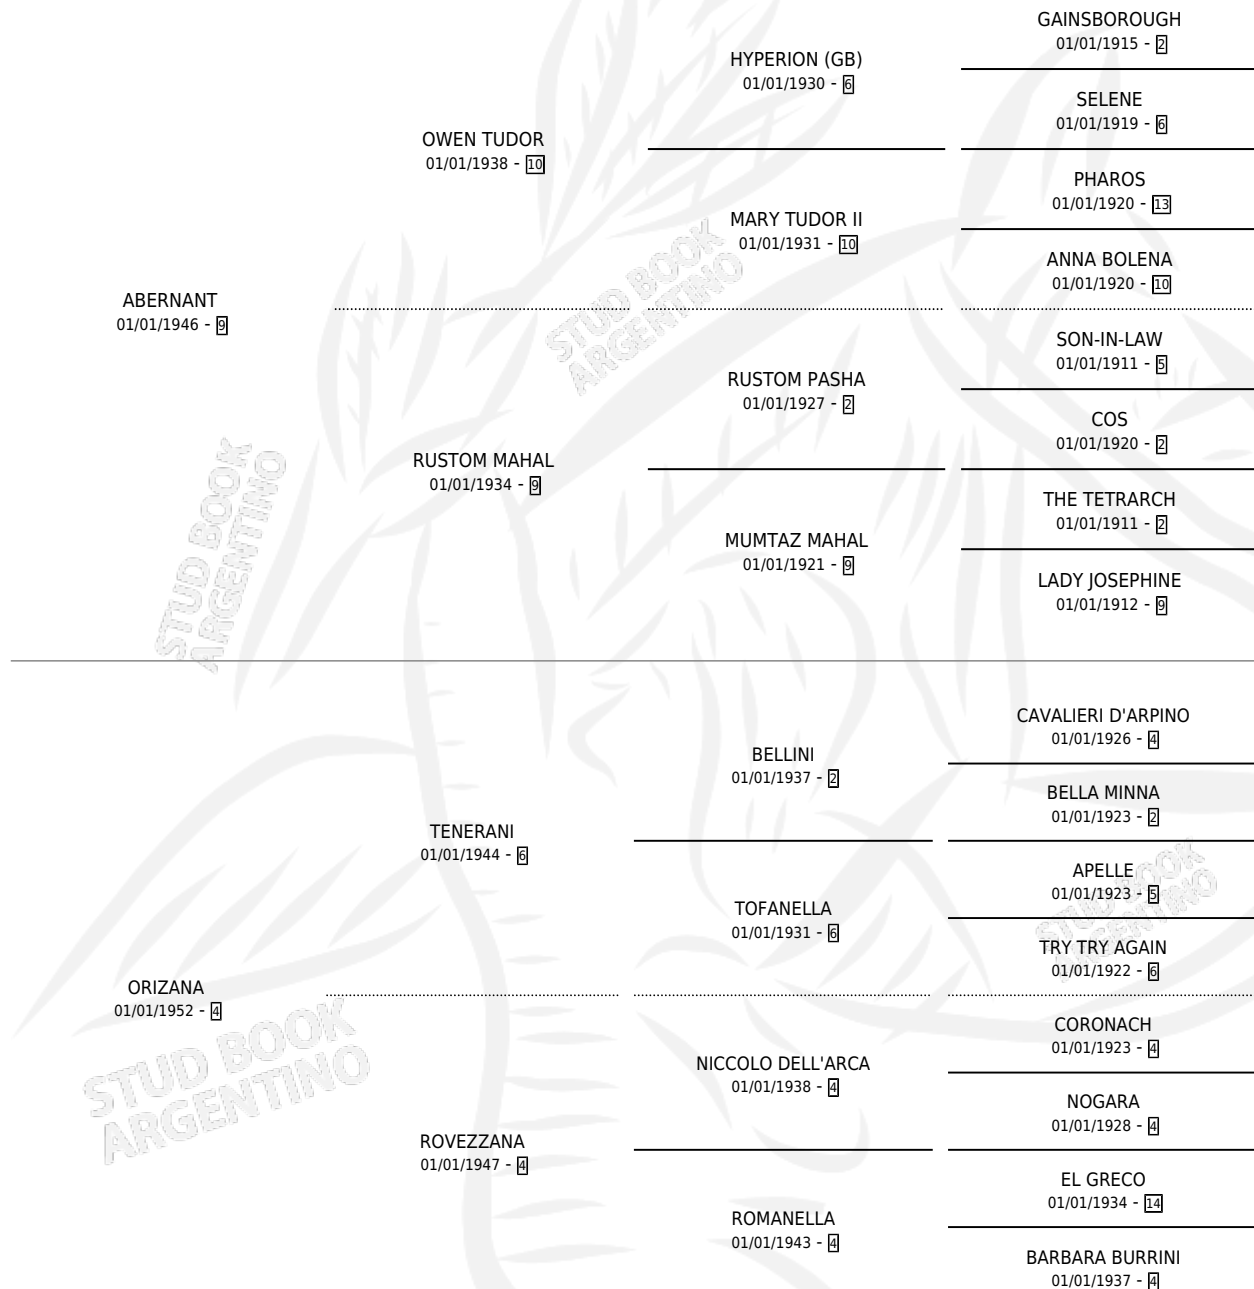 GAINSBOROUGH
01/01/1915 - 2
HYPERION (GB)
01/01/1930 - 6
SELENE
01/01/1919 - 6
OWEN TUDOR
01/01/1938 - 10
PHAROS
01/01/1920 - 13
MARY TUDOR II
01/01/1931 - 10
ANNA BOLENA
01/01/1920 - 10
ABERNANT
01/01/1946 - 9
STUD BOOK
ARGENTINO
SON-IN-LAW
01/01/1911 - 5
RUSTOM PASHA
01/01/1927 - 2
COS
01/01/1920 - 2
RUSTOM MAHAL
01/01/1934 - 9
THE TETRARCH
01/01/1911 - 2
MUMTAZ MAHAL
01/01/1921 - 9
LADY JOSEPHINE
01/01/1912 - 9
STUD BOOK
ARGENTINO
CAVALIERI D'ARPINO
01/01/1926 - 4
BELLINI
01/01/1937 - 2
BELLA MINNA
01/01/1923 - 2
TENERANI
01/01/1944 - 6
APELLE
01/01/1923 - 5
TOFANELLA
01/01/1931 - 6
STUD BOOK
ARGENTINO
TRY TRY AGAIN
01/01/1922 - 6
ORIZANA
01/01/1952 - 4
STUD BOOK
ARGENTINO
CORONACH
01/01/1923 - 4
NICCOLO DELL'ARCA
01/01/1938 - 4
NOGARA
01/01/1928 - 4
ROVEZZANA
01/01/1947 - 4
EL GRECO
01/01/1934 - 14
ROMANELLA
01/01/1943 - 4
BARBARA BURRINI
01/01/1937 - 4